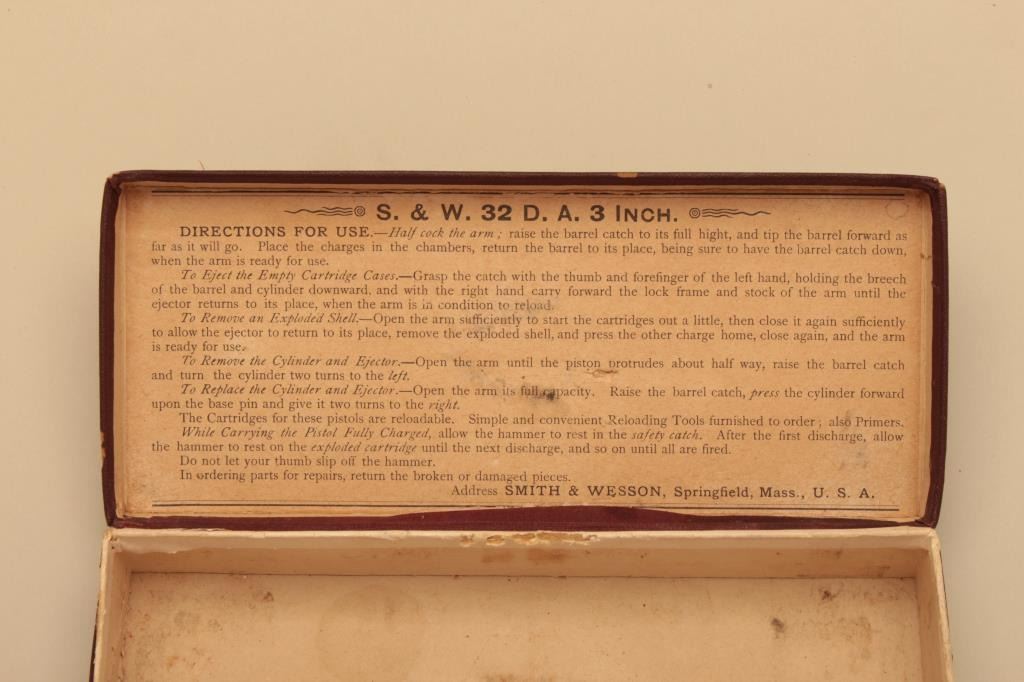 S. & W. 32 D. A. 3 INCH.
DIRECTIONS FOR USE.—Half cock the arm; raise the barrel catch to its full hight, and tip the barrel forward as
far as it will go. Place the charges in the chambers, return the barrel to its place, being sure to have the barrel catch down,
when the arm is ready for use.
To Eject the Empty Cartridge Cases.—Grasp the catch with the thumb and forefinger of the left hand, holding the breech
of the barrel and cylinder downward, and with the right hand carry forward the lock frame and stock of the arm until the
ejector returns to its place, when the arm is in condition to reload.
To Remove an Exploded Shell.—Open the arm sufficiently to start the cartridges out a little, then close it again sufficiently
to allow the ejector to return to its place, remove the exploded shell, and press the other charge home, close again, and the arm
is ready for use.
To Remove the Cylinder and Ejector.—Open the arm until the piston protrudes about half way, raise the barrel catch
and turn the cylinder two turns to the left.
To Replace the Cylinder and Ejector.—Open the arm its full capacity. Raise the barrel catch, press the cylinder forward
upon the base pin and give it two turns to the right.
The Cartridges for these pistols are reloadable. Simple and convenient Reloading Tools furnished to order; also Primers.
While Carrying the Pistol Fully Charged, allow the hammer to rest in the safety catch. After the first discharge, allow
the hammer to rest on the exploded cartridge until the next discharge, and so on until all are fired.
Do not let your thumb slip off the hammer.
In ordering parts for repairs, return the broken or damaged pieces.
Address SMITH & WESSON, Springfield, Mass., U. S. A.